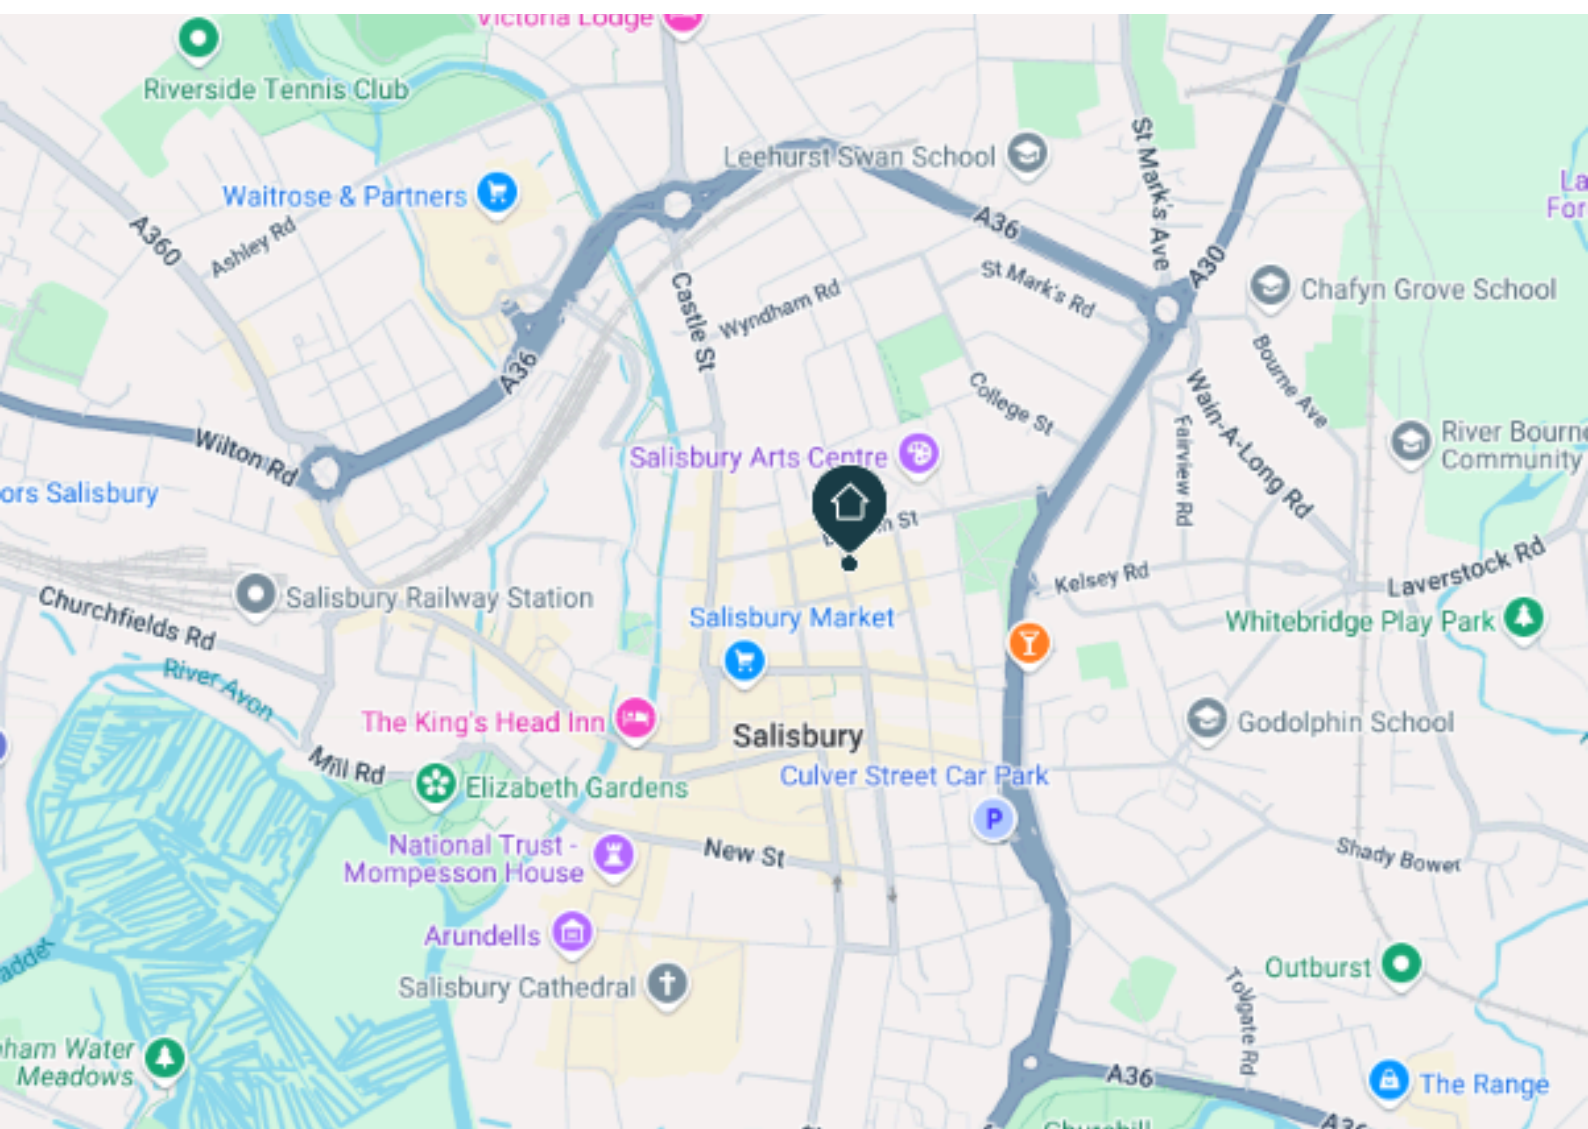 Victoria Lodge
Riverside Tennis Club
Leehurst Swan School
St Mark's Ave
Waitrose & Partners
A360
Ashley Rd
A36
A30
St Mark's Rd
Chafyn Grove School
Castle St
Wyndham Rd
Bourne Ave
A36
College St
Wain-A-Long Rd
Fairview Rd
Wilton Rd
Salisbury Arts Centre
River Bourne
Community
ors Salisbury
St
Kelsey Rd
Laverstock Rd
Salisbury Railway Station
Churchfields Rd
Salisbury Market
Whitebridge Play Park
River Avon
The King's Head Inn
Salisbury
Godolphin School
Mill Rd
Elizabeth Gardens
Culver Street Car Park
P
National Trust -
Mompesson House
New St
Shady Bower
Arundells
Salisbury Cathedral
Outburst
Tollgate Rd
ham Water
Meadows
A36
The Range
A36